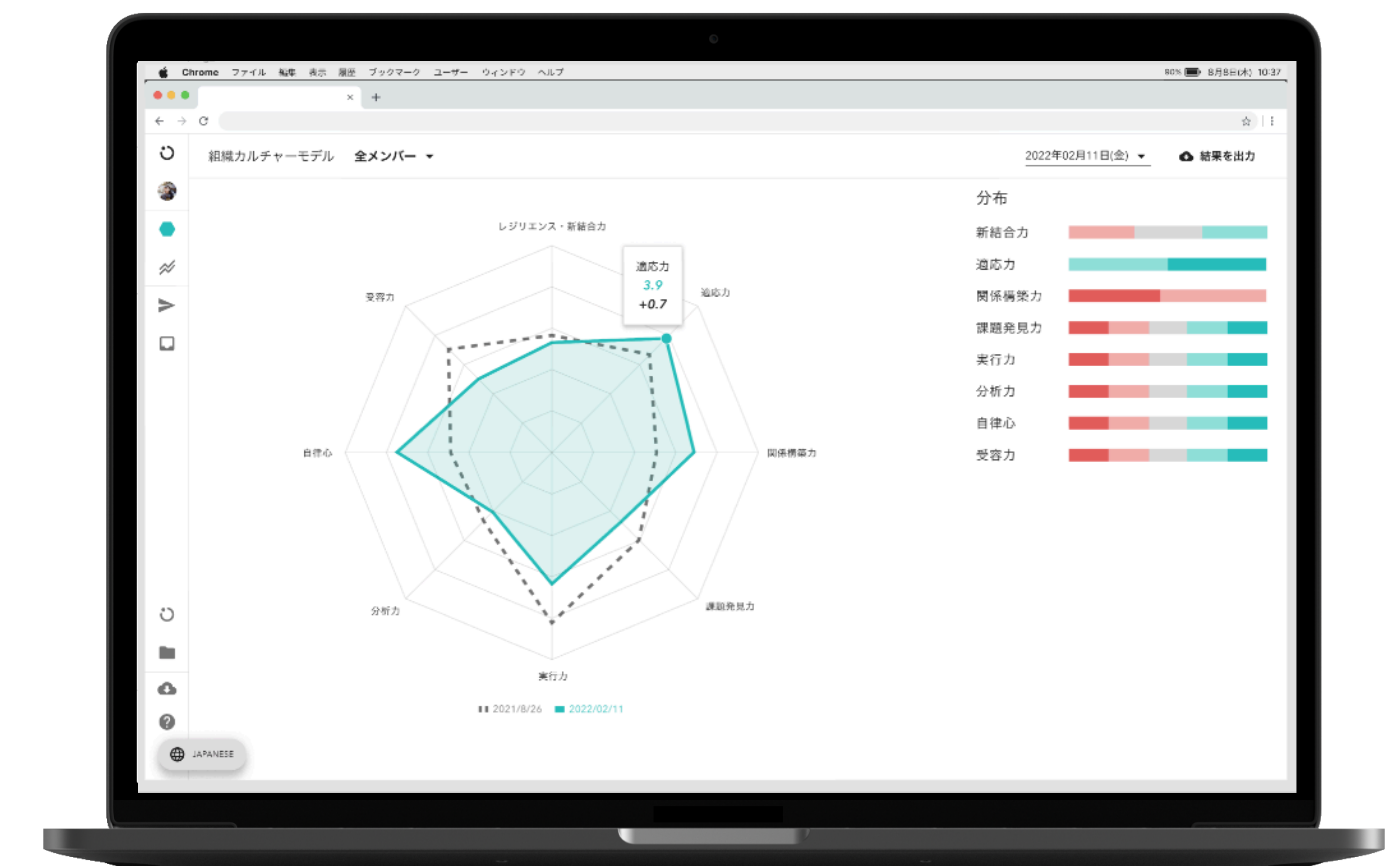 Chrome ファイル 編集 表示 履歴 ブックマーク ユーザー ウィンドウ ヘルプ
80% 8月8日(木) 10:37
組織カルチャーモデル 全メンバー
2022年02月11日(金) 結果を出力
レジリエンス・新結合力
適応力
3.9
+0.7
適応力
受容力
自律心
関係構築力
分析力
課題発見力
実行力
2021/8/26 2022/02/11
分布
新結合力
適応力
関係構築力
課題発見力
実行力
分析力
自律心
受容力
JAPANESE